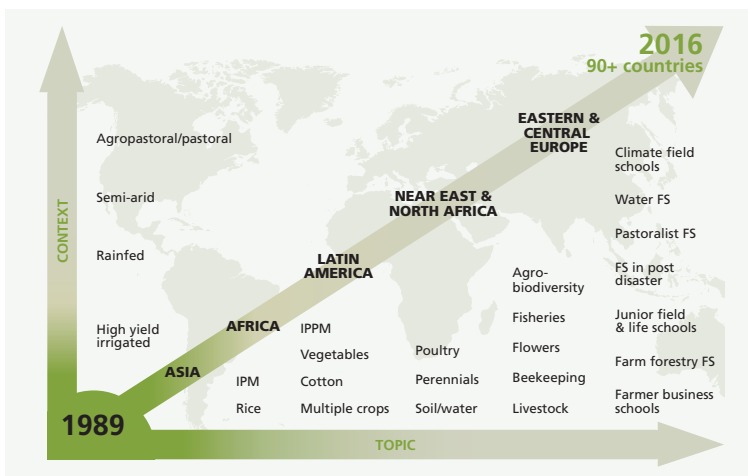 2016
90+ countries
EASTERN &
CENTRAL
EUROPE
Agropastoral/pastoral
Climate field
schools
Semi-arid
NEAR EAST &
NORTH AFRICA
Water FS
Pastoralist FS
CONTEXT
Rainfed
LATIN
AMERICA
Agro-
biodiversity
FS in post
disaster
High yield
irrigated
AFRICA
IPPM
Fisheries
Junior field
& life schools
Vegetables
Poultry
Flowers
Farm forestry FS
ASIA
IPM
Cotton
Perennials
Beekeeping
Rice
Multiple crops
Soil/water
Livestock
Farmer business
schools
1989
TOPIC